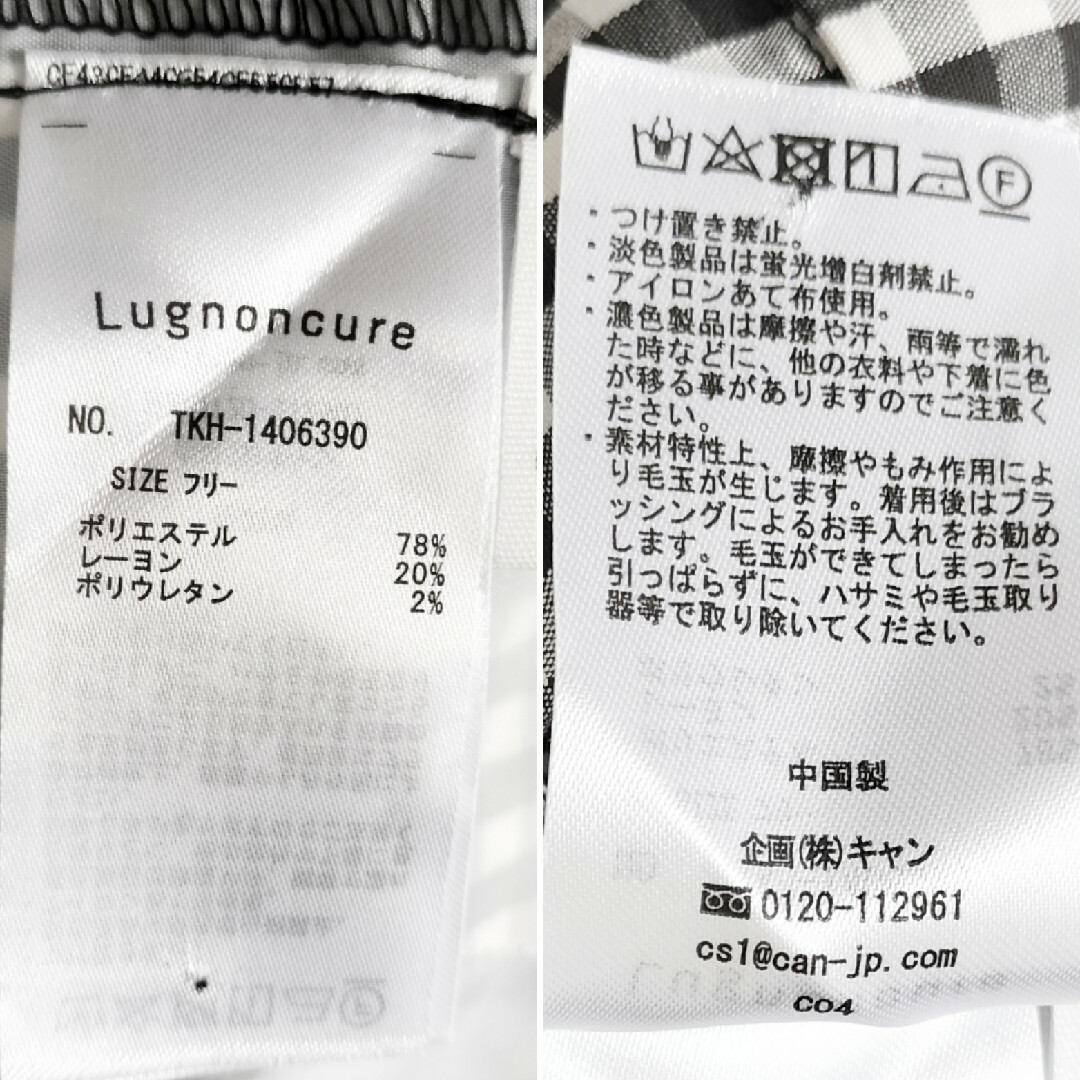 Lugnoncure
NO. TKH-1406390
SIZE フリー
ポリエステル 78%
レーヨン 20%
ポリウレタン 2%
F
・つけ置き禁止。
・淡色製品は蛍光増白剤禁止。
・アイロンあて布使用。
・濃色製品は摩擦や汗、雨等で濡れ
た時などに、他の衣料や下着に色
が移る事がありますのでご注意く
ださい。
・素材特性上、摩擦やもみ作用によ
り毛玉が生じます。着用後はブラ
ッシングによるお手入れをお勧め
します。毛玉ができてしまったら
引っぱらずに、ハサミや毛玉取り
器等で取り除いてください。
中国製
企画(株)キャン
0120-112961
cs1@can-jp.com
C04